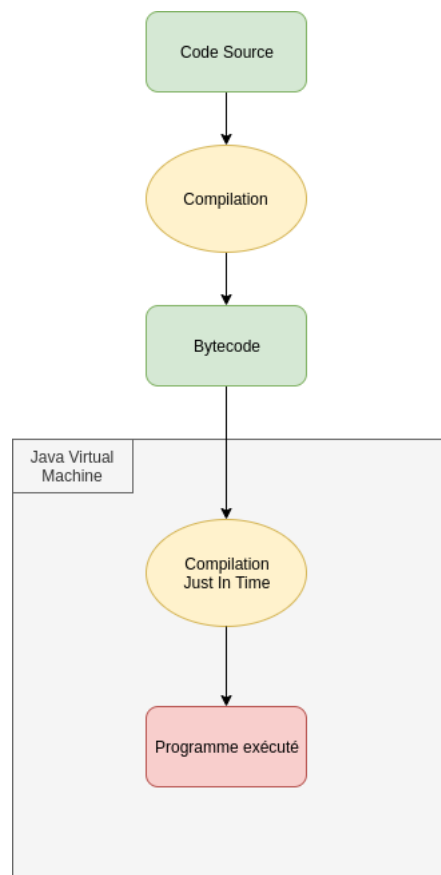 Code Source
Compilation
Bytecode
Java Virtual
Machine
Compilation
Just In Time
Programme exécuté